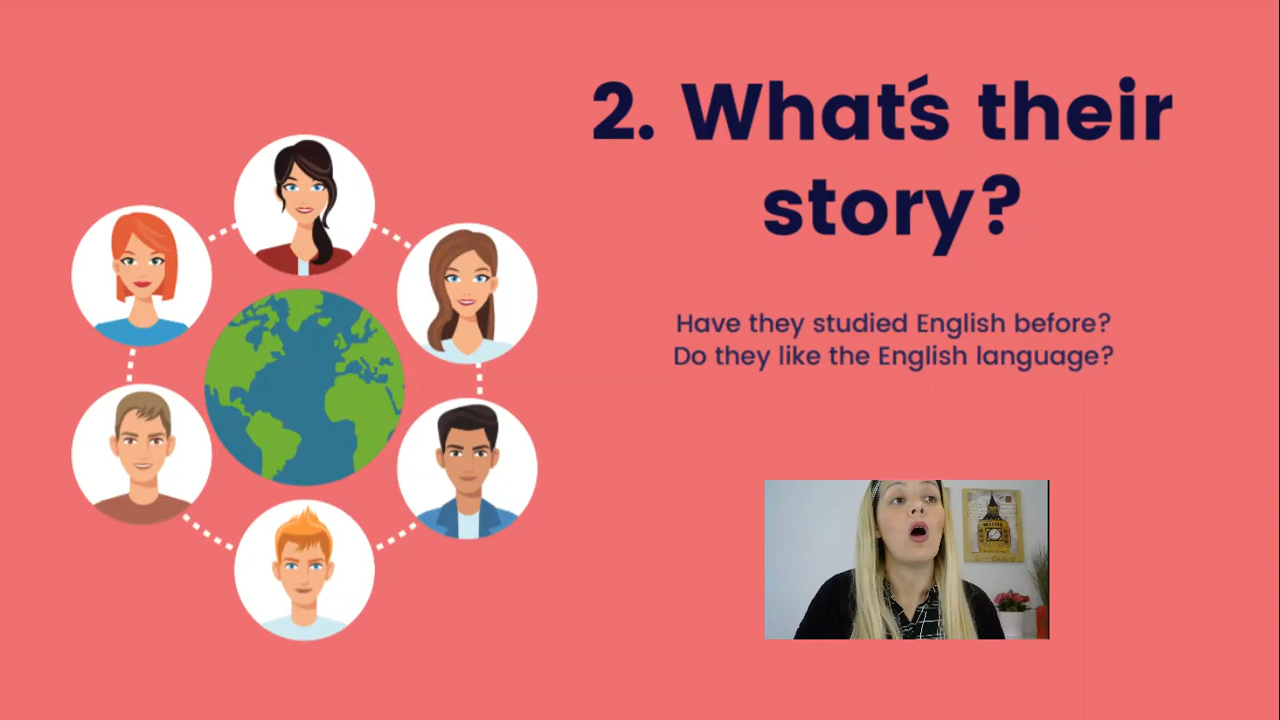 2. What´s their
story?
Have they studied English before?
Do they like the English language?